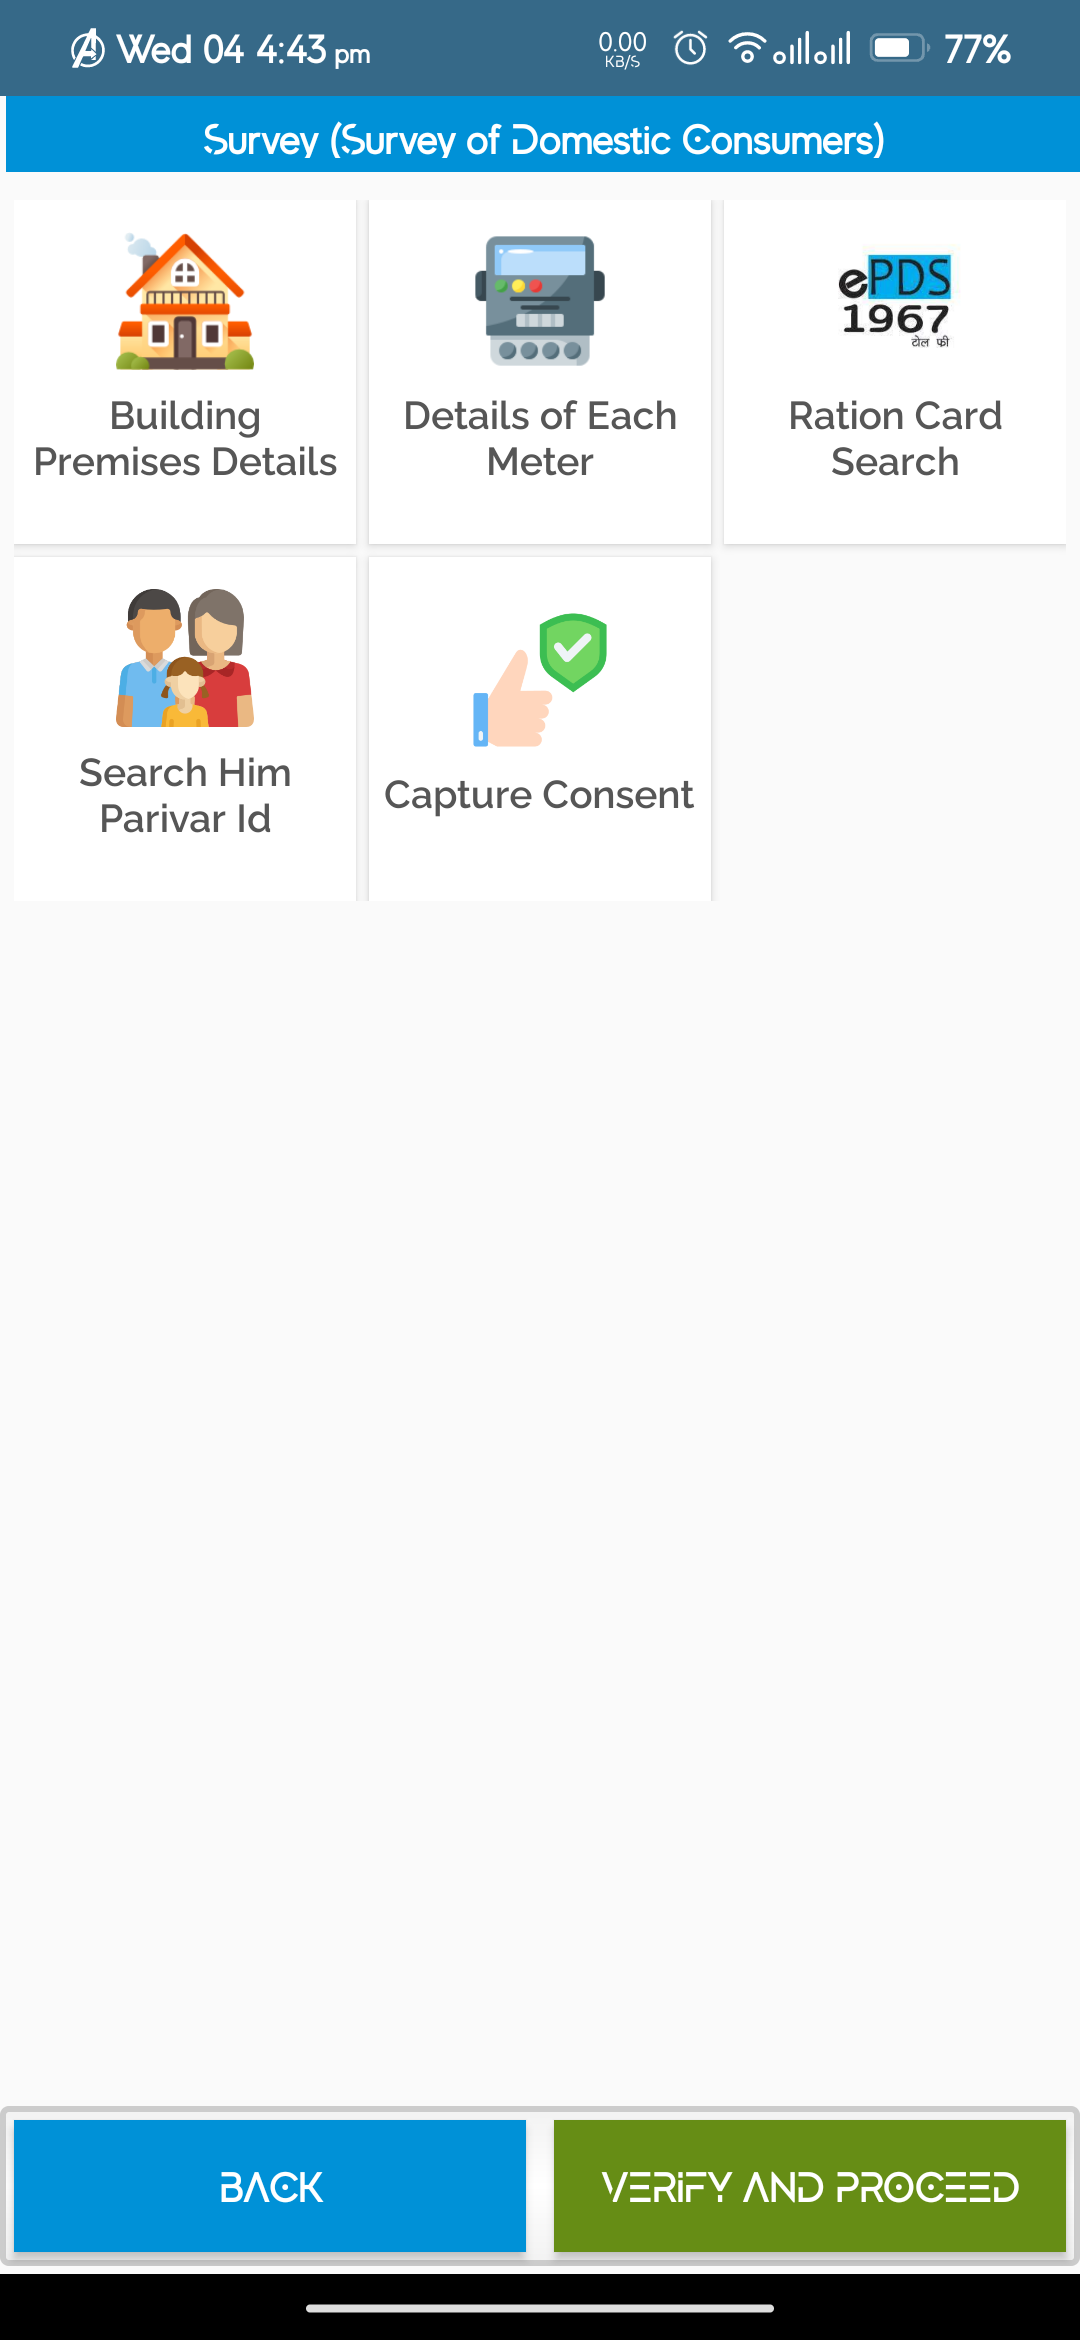 Wed 04 4:43 pm
0.00
KB/S
77%
Survey (Survey of Domestic Consumers)
Building
Premises Details
Details of Each
Meter
ePDS
1967
टोल फ्री
Ration Card
Search
Search Him
Parivar Id
Capture Consent
BACK
VERIFY AND PROCEED